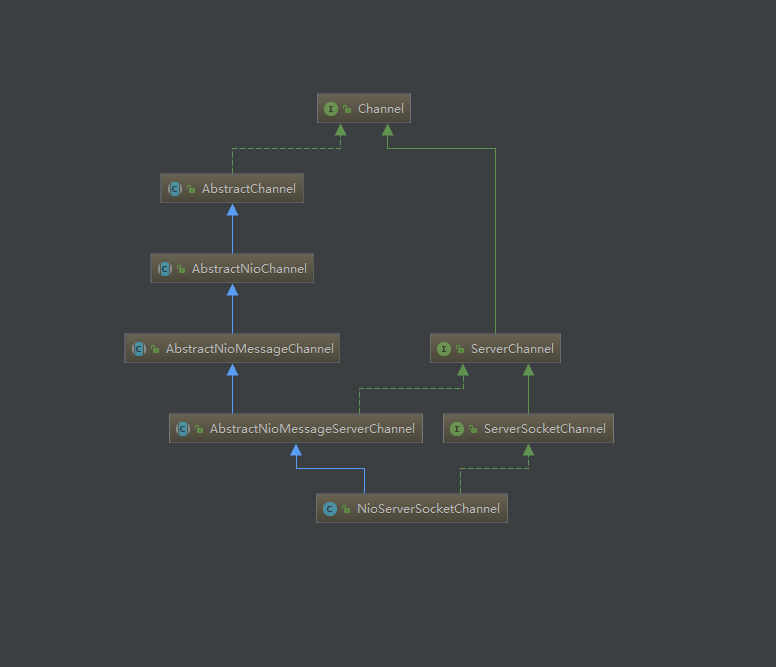 I Channel
C AbstractChannel
C AbstractNioChannel
C AbstractNioMessageChannel
I ServerChannel
C AbstractNioMessageServerChannel
I ServerSocketChannel
C NioServerSocketChannel